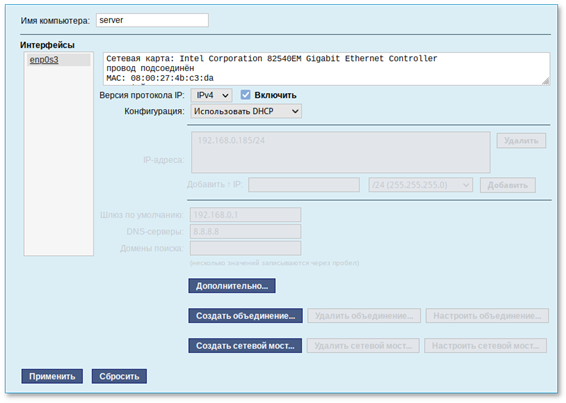 Имя компьютера: server
Интерфейсы
enp0s3
Сетевая карта: Intel Corporation 82540EM Gigabit Ethernet Controller
провод подсоединён
MAC: 08:00:27:4b:c3:da
Версия протокола IP: IPv4 Включить
Конфигурация: Использовать DHCP
192.168.0.185/24 Удалить
IP-адреса:
Добавить ↑ IP: /24 (255.255.255.0) Добавить
Шлюз по умолчанию: 192.168.0.1
DNS-серверы: 8.8.8.8
Домены поиска:
(несколько значений записываются через пробел)
Дополнительно...
Создать объединение... Удалить объединение... Настроить объединение...
Создать сетевой мост... Удалить сетевой мост... Настроить сетевой мост...
Применить Сбросить